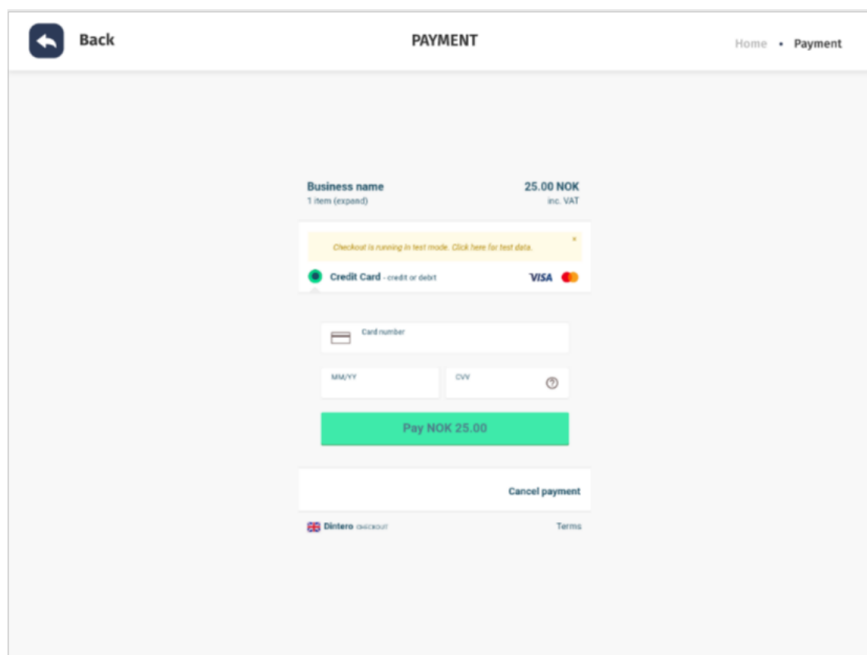 Back
PAYMENT
Home • Payment
Business name
25.00 NOK
1 item (expand)
inc. VAT
Checkout is running in test mode. Click here for test data.
×
Credit Card - credit or debit
VISA
Card number
MM/YY
CVV
?
Pay NOK 25.00
Cancel payment
Dintero CHECKOUT
Terms